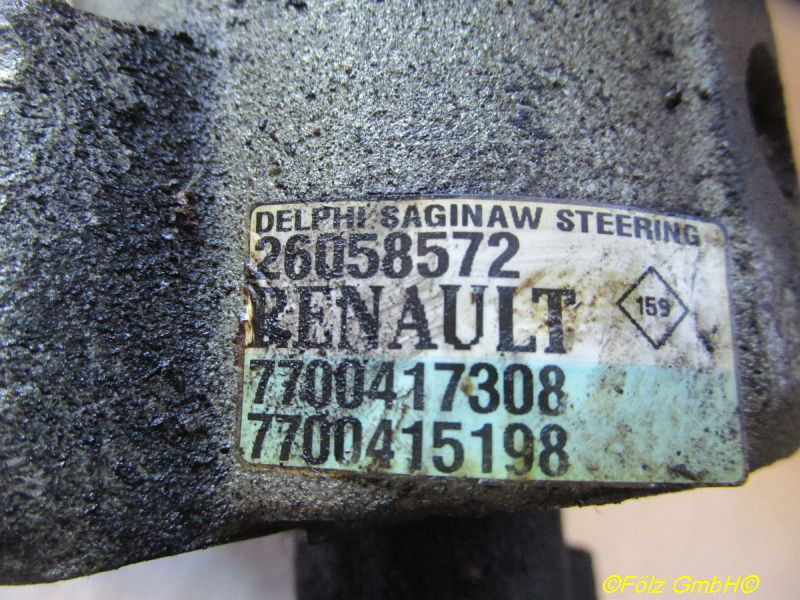 DELPHI SAGINAW STEERING
26058572
RENAULT
159
7700417308
7700415198
©Fölz GmbH©